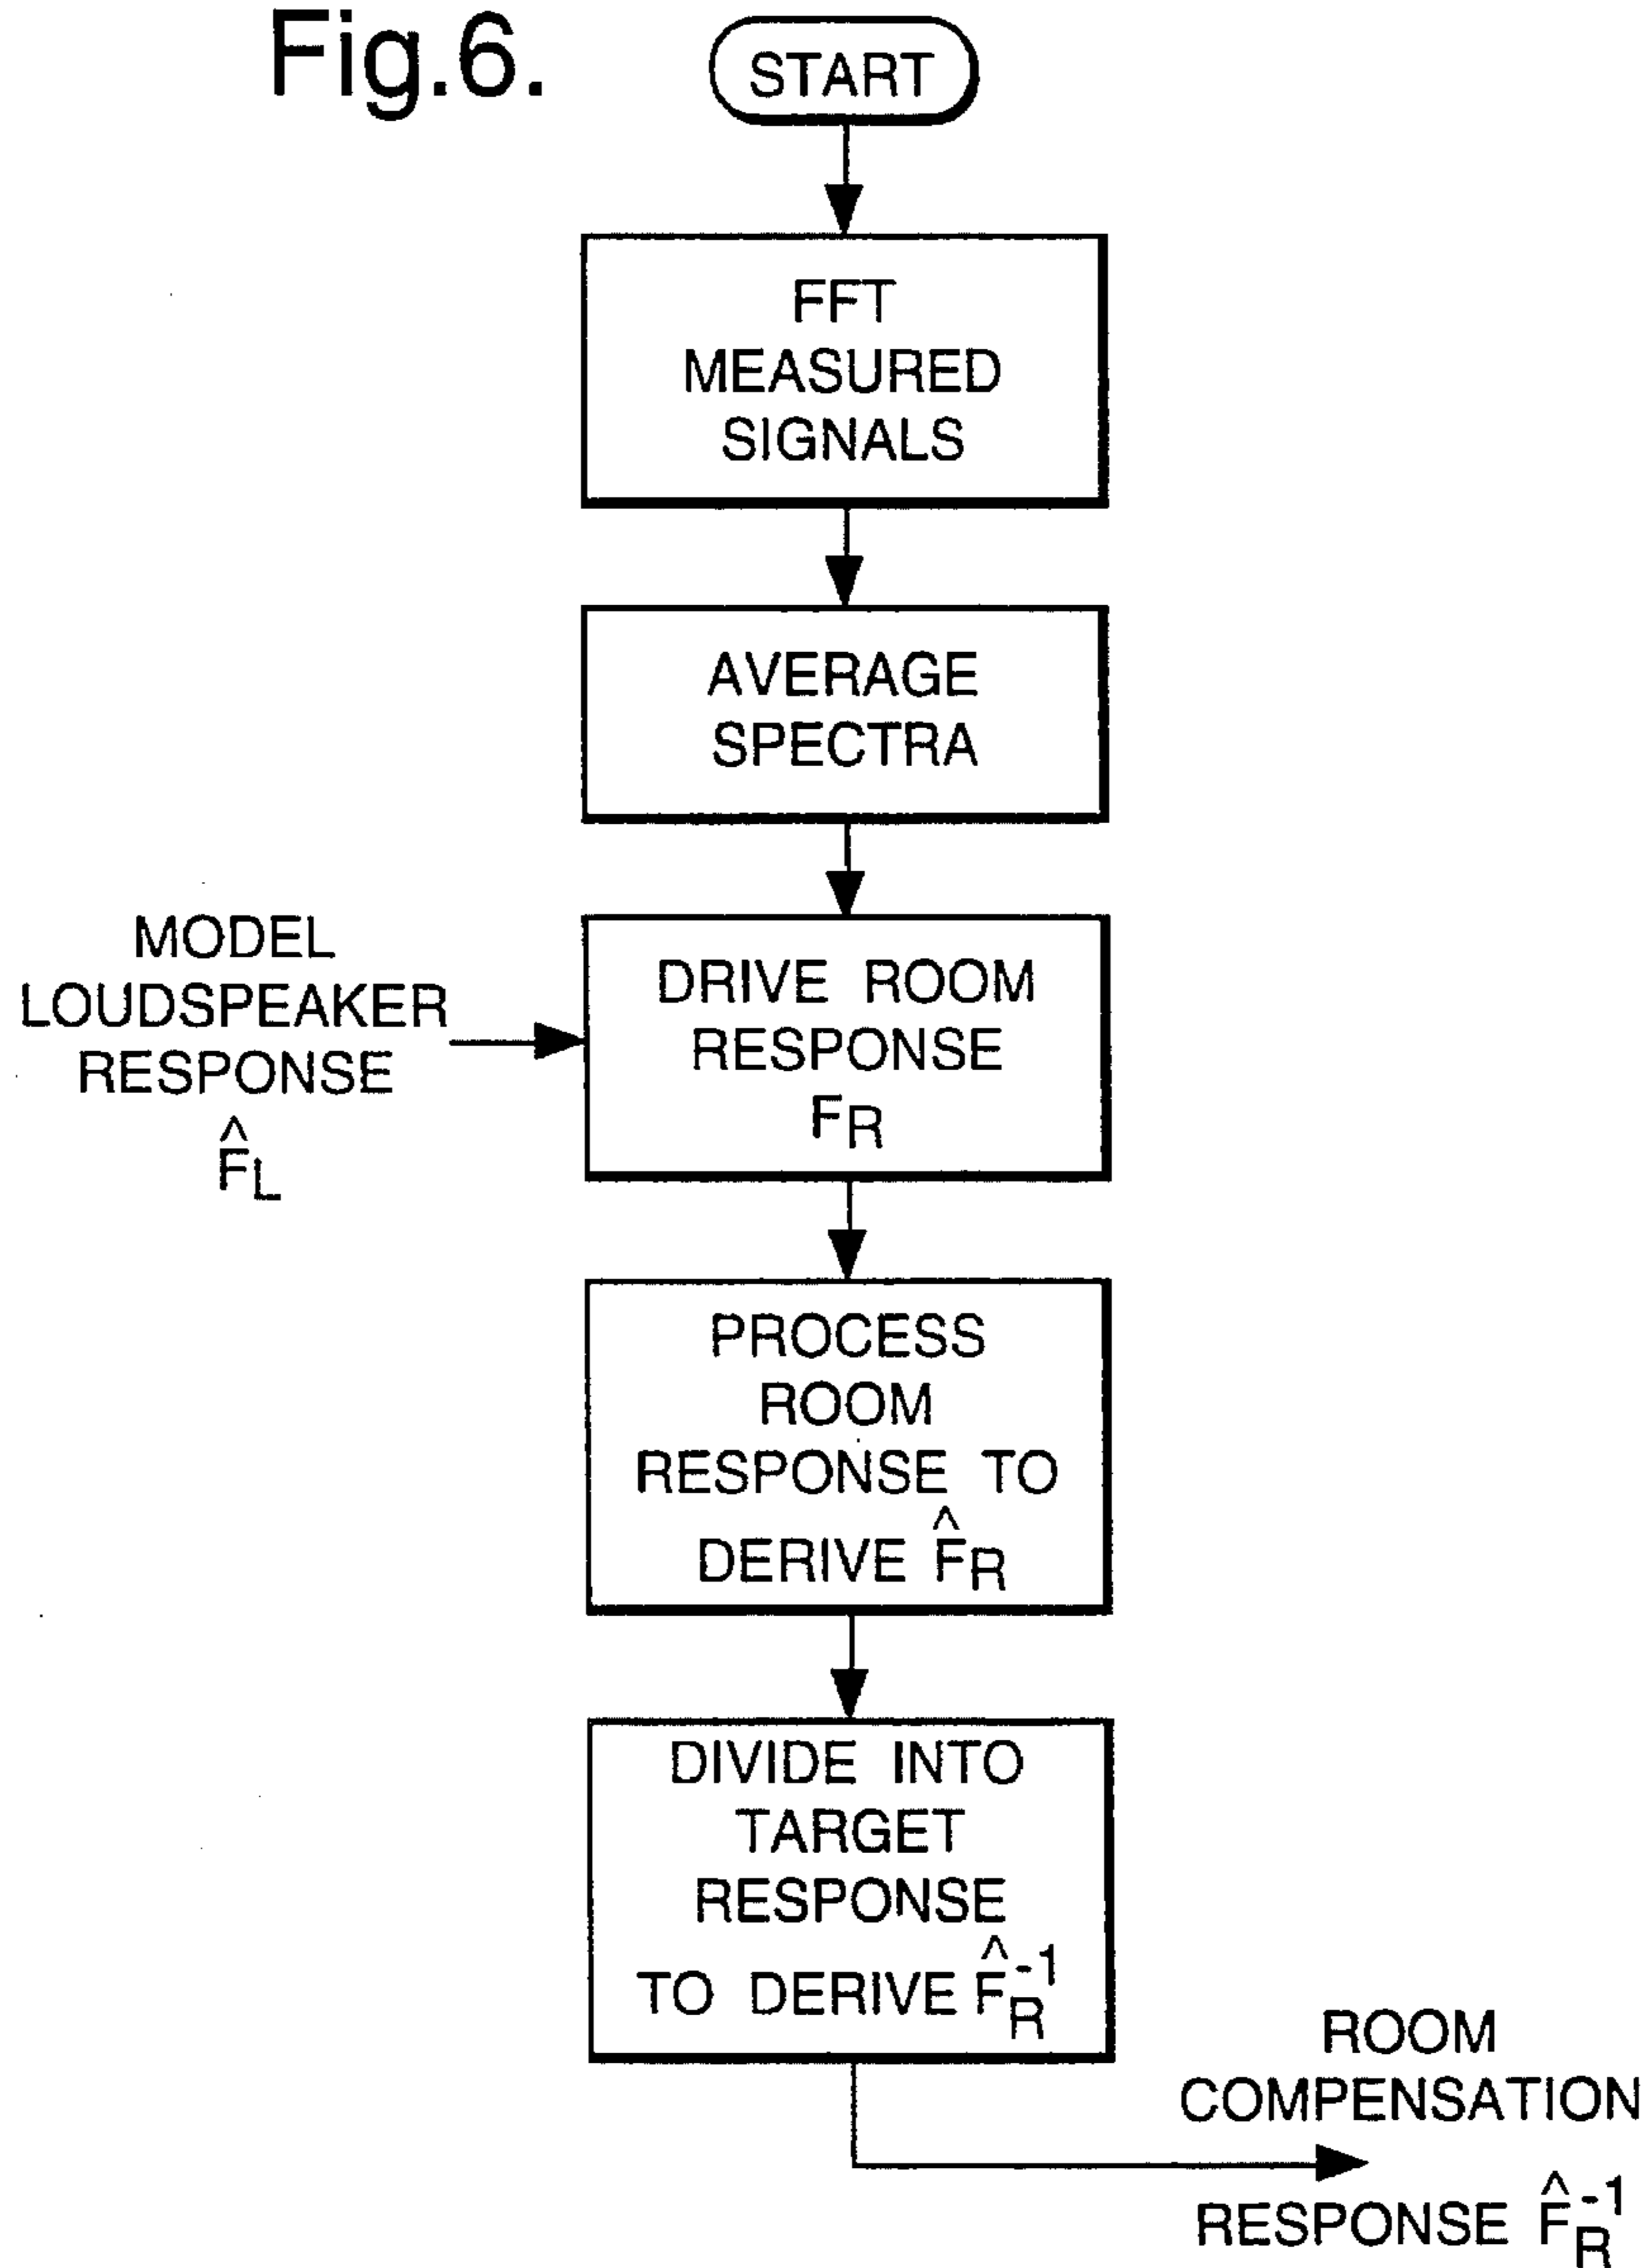 Fig.6.
START
FFT
MEASURED
SIGNALS
AVERAGE
SPECTRA
MODEL
LOUDSPEAKER
RESPONSE
F̂L
DRIVE ROOM
RESPONSE
FR
PROCESS
ROOM
RESPONSE TO
DERIVE F̂R
DIVIDE INTO
TARGET
RESPONSE
TO DERIVE F̂R⁻¹
ROOM
COMPENSATION
RESPONSE F̂R⁻¹